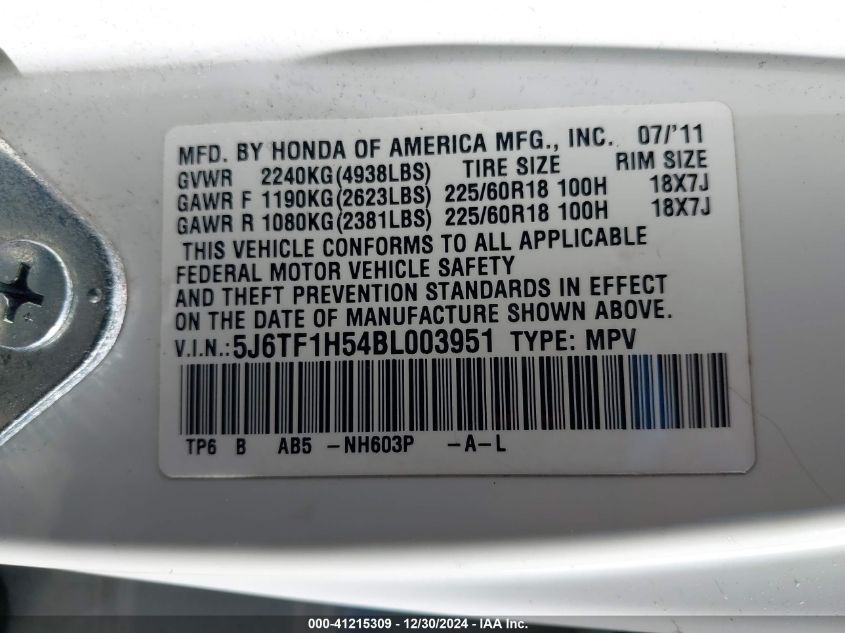 MFD. BY HONDA OF AMERICA MFG., INC. 07/'11
GVWR 2240KG(4938LBS) TIRE SIZE RIM SIZE
GAWR F 1190KG(2623LBS) 225/60R18 100H 18X7J
GAWR R 1080KG(2381LBS) 225/60R18 100H 18X7J
THIS VEHICLE CONFORMS TO ALL APPLICABLE
FEDERAL MOTOR VEHICLE SAFETY
AND THEFT PREVENTION STANDARDS IN EFFECT
ON THE DATE OF MANUFACTURE SHOWN ABOVE.
V.I.N.: 5J6TF1H54BL003951 TYPE: MPV
TP6 B AB5 -NH603P -A-L
000-41215309 - 12/30/2024 - IAA Inc.